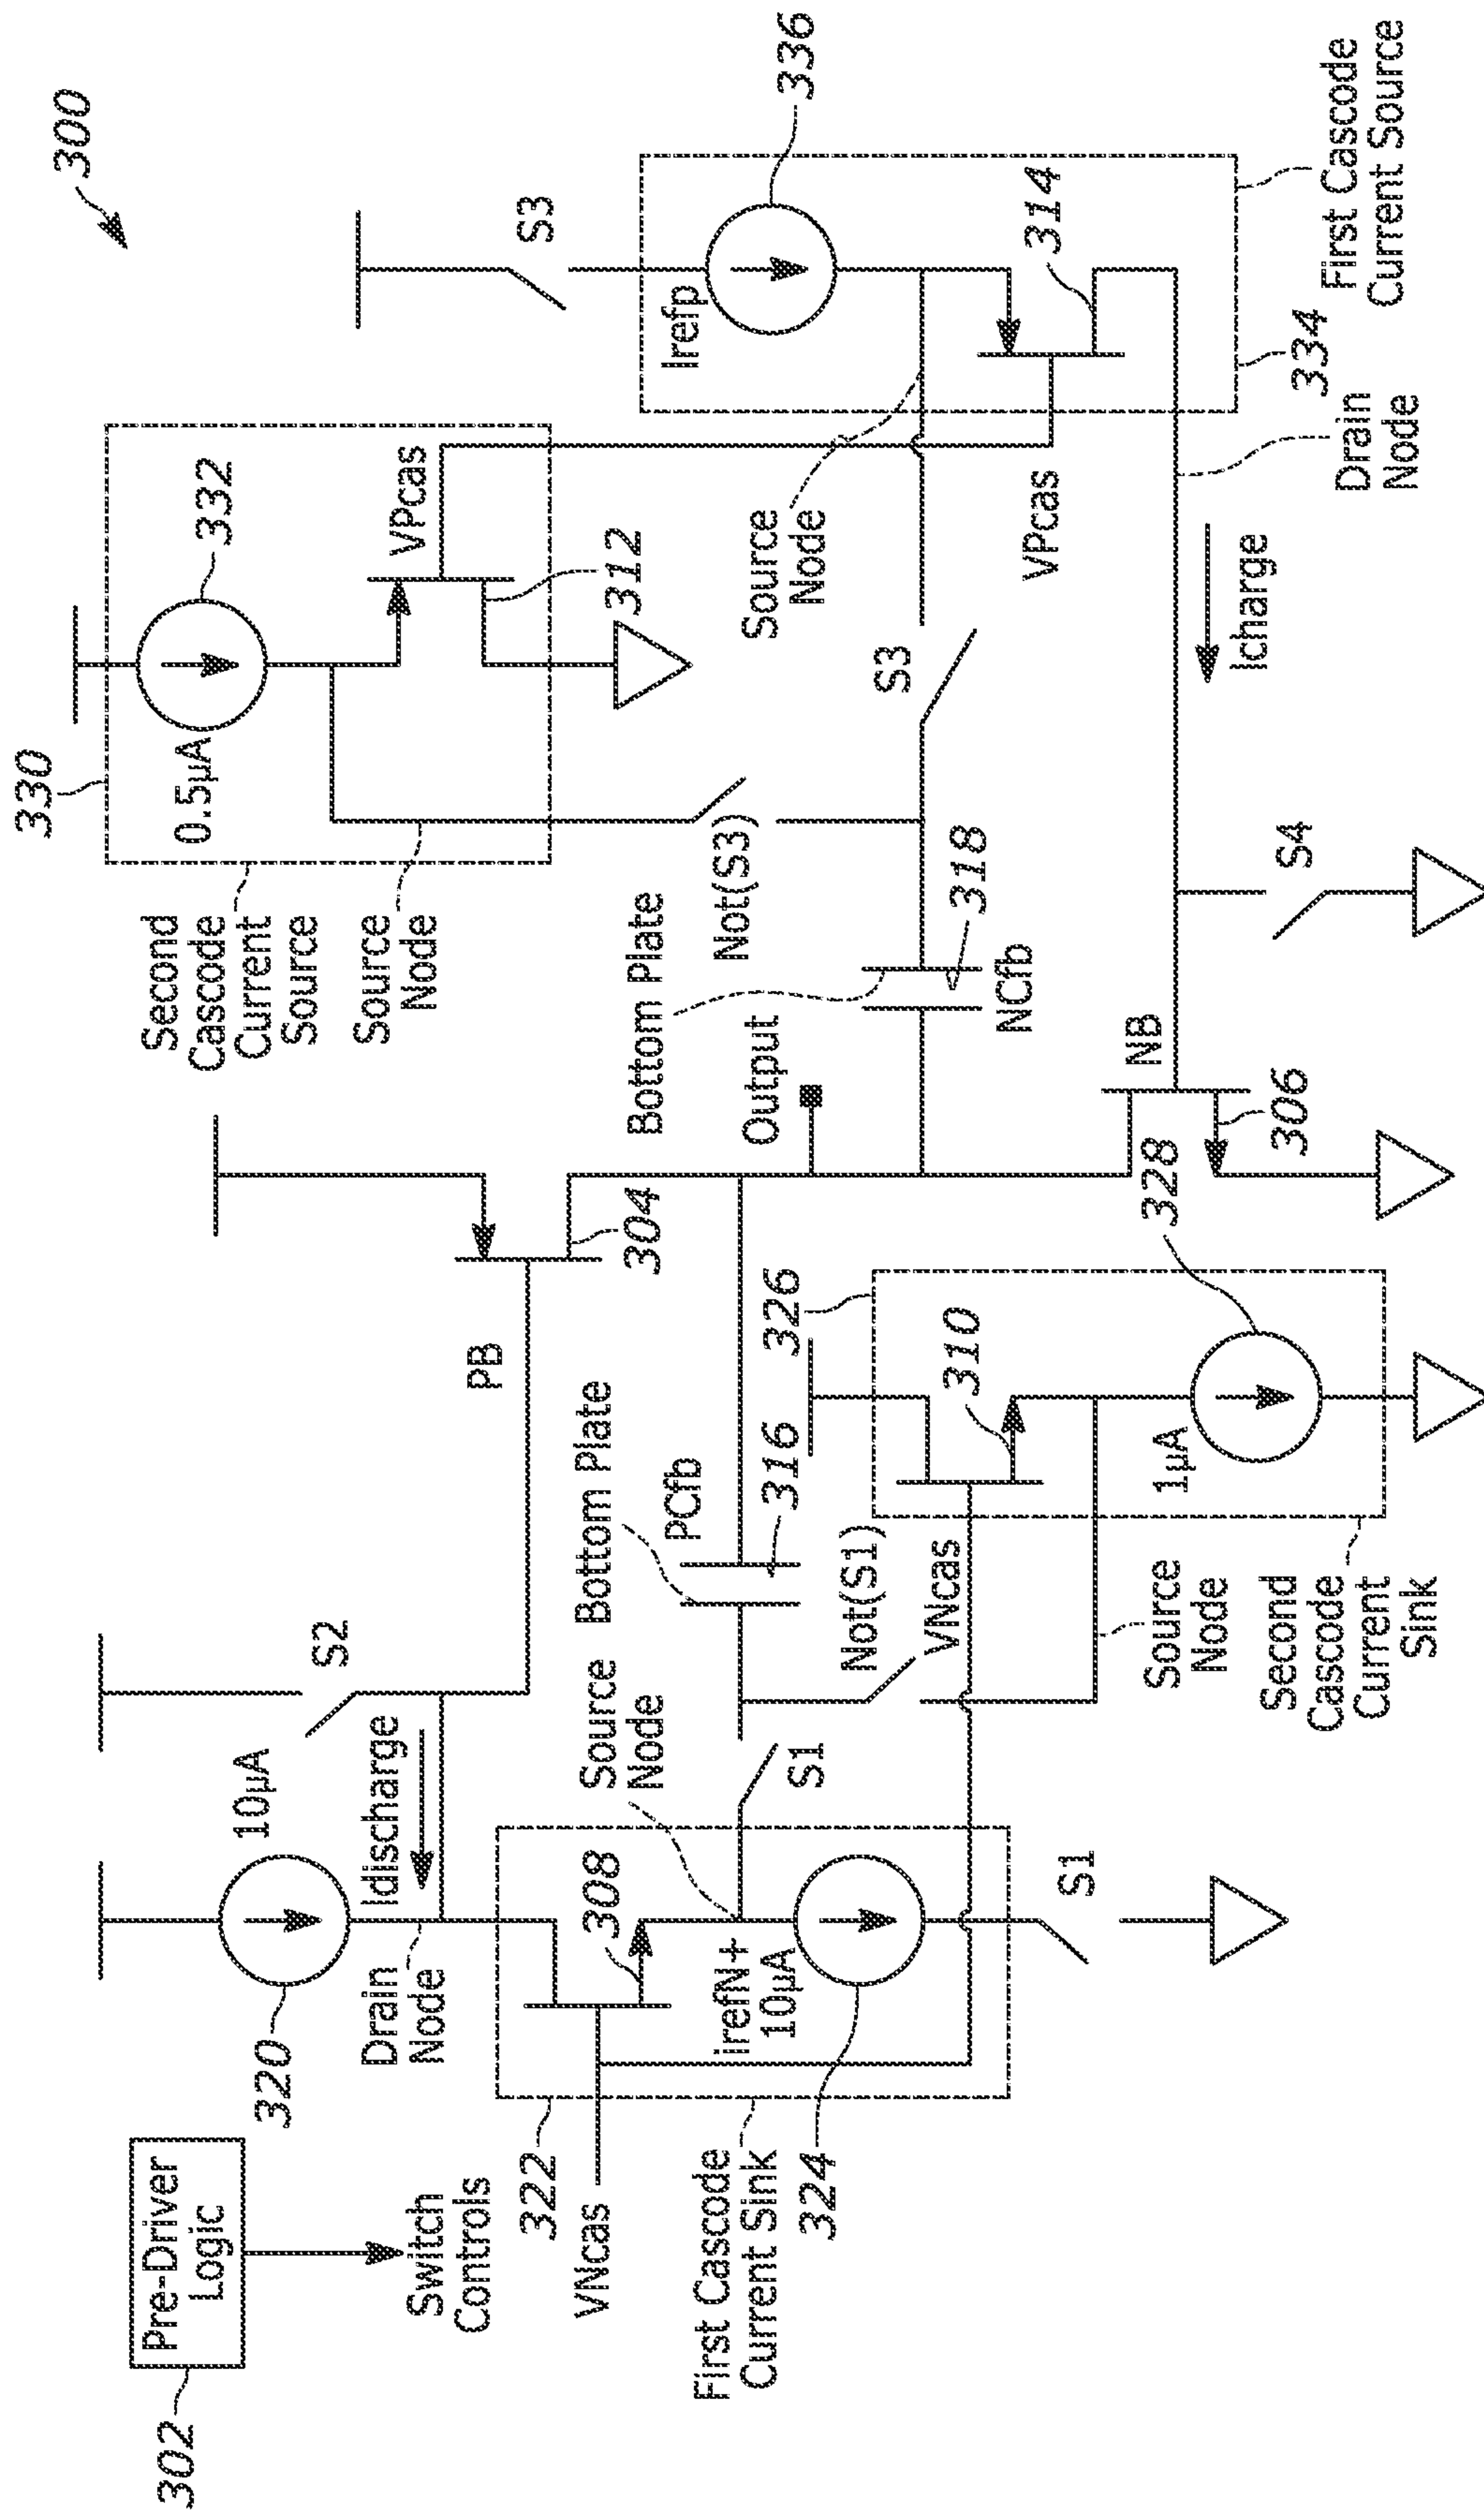 300
302
Pre-Driver
Logic
Switch
Controls
320
10µA
S2
Idischarge
Drain
Node
PB
304
322
VNcas
308
irefN+
10µA
Source
Node
S1
First Cascode
Current Sink
324
S1
Bottom Plate
PCfb
316
Not(S1)
VNcas
326
310
1µA
328
Source
Node
Second
Cascode
Current
Sink
330
0.5µA
332
VPcas
312
Second
Cascode
Current
Source
Source
Node
Not(S3)
Bottom Plate
318
NCfb
Output
S3
S3
Irefp
336
314
Source
Node
VPcas
334
First Cascode
Current Source
Drain
Node
Icharge
S4
NB
306